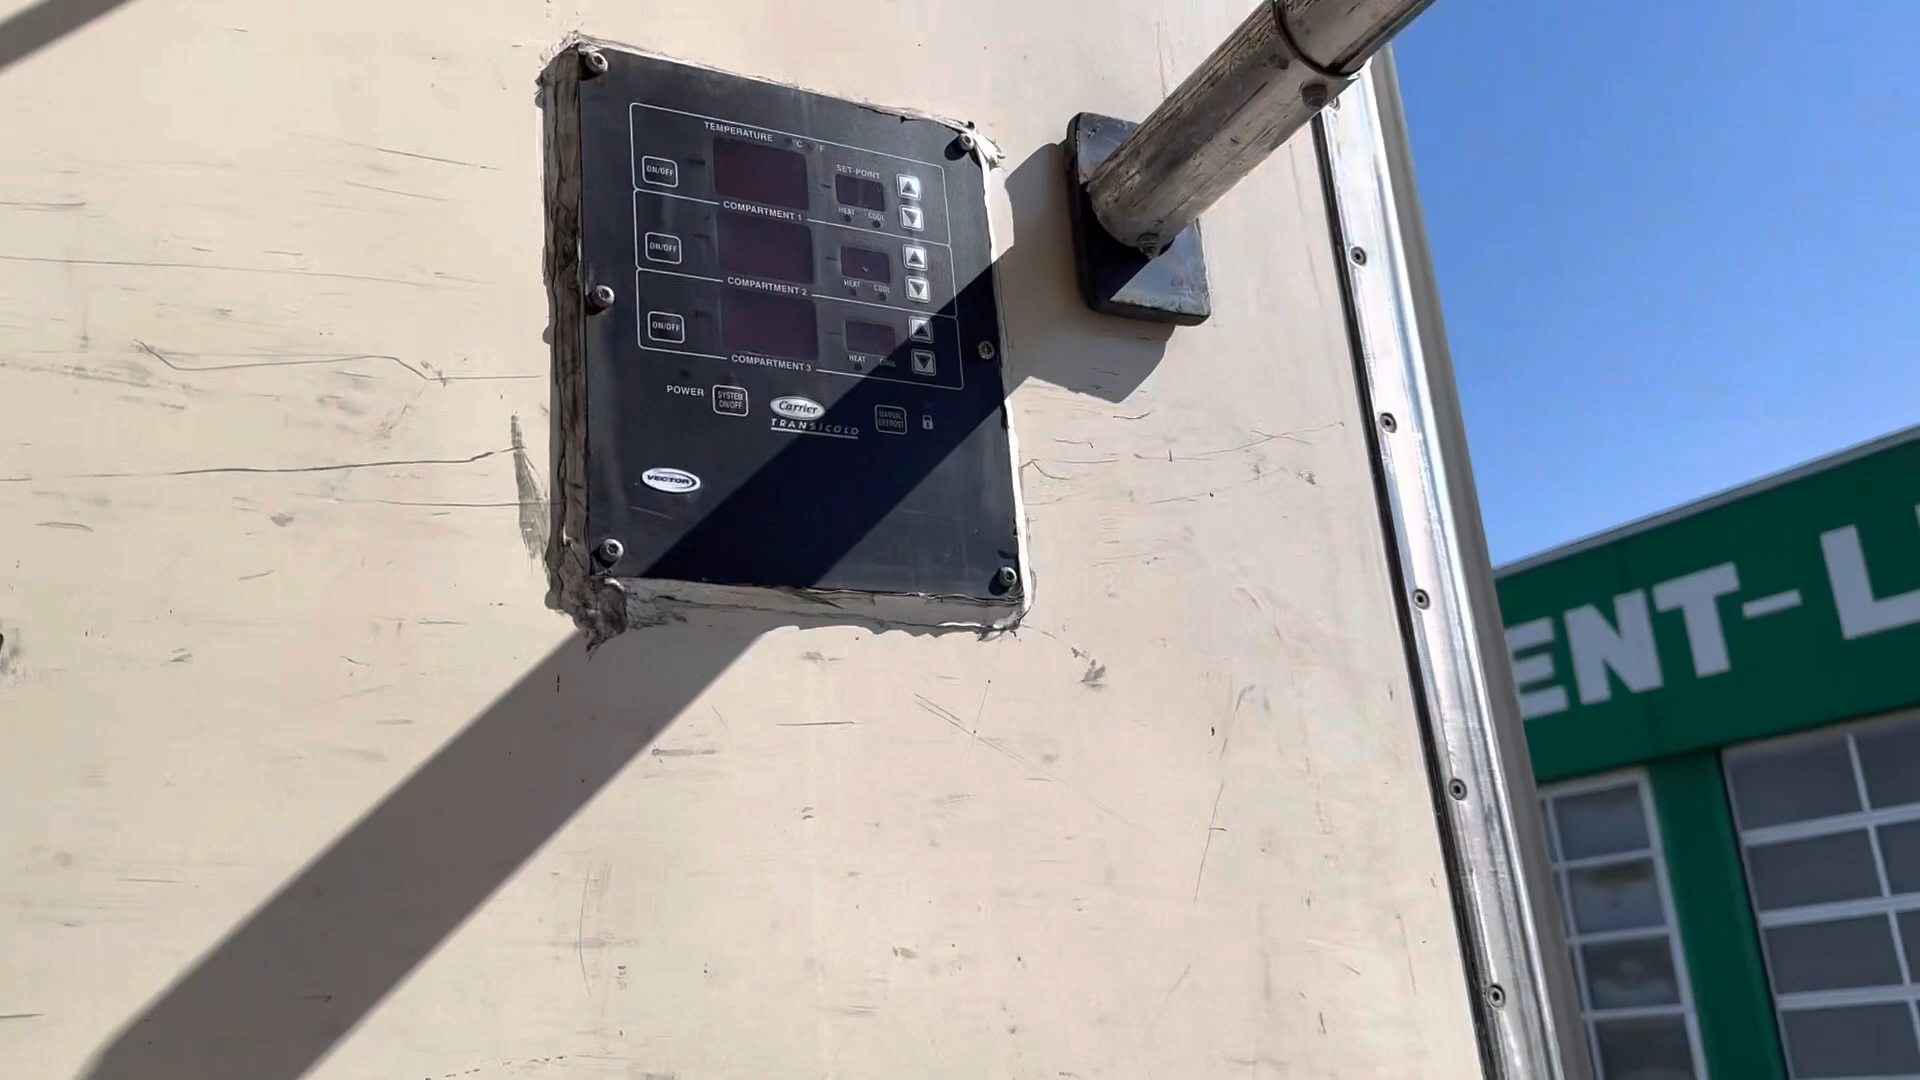 TEMPERATURE
°C °F
SET-POINT
ON/OFF
HEAT COOL
COMPARTMENT 1
ON/OFF
HEAT COOL
COMPARTMENT 2
ON/OFF
HEAT COOL
COMPARTMENT 3
POWER
SYSTEM
ON/OFF
Carrier
TRANSICOLD
MANUAL
DEFROST
VECTOR
ENT-L